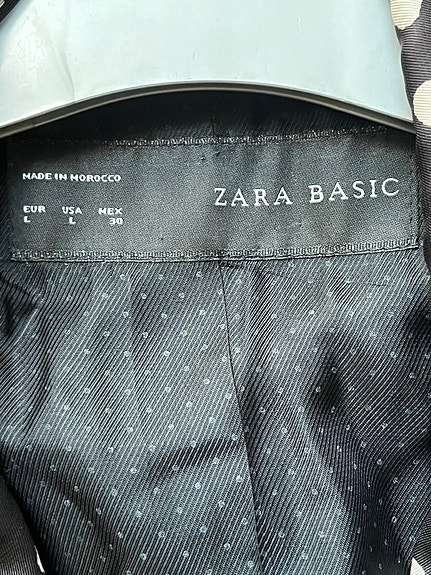 MADE IN MOROCCO
ZARA BASIC
EUR USA MEX
L L 30